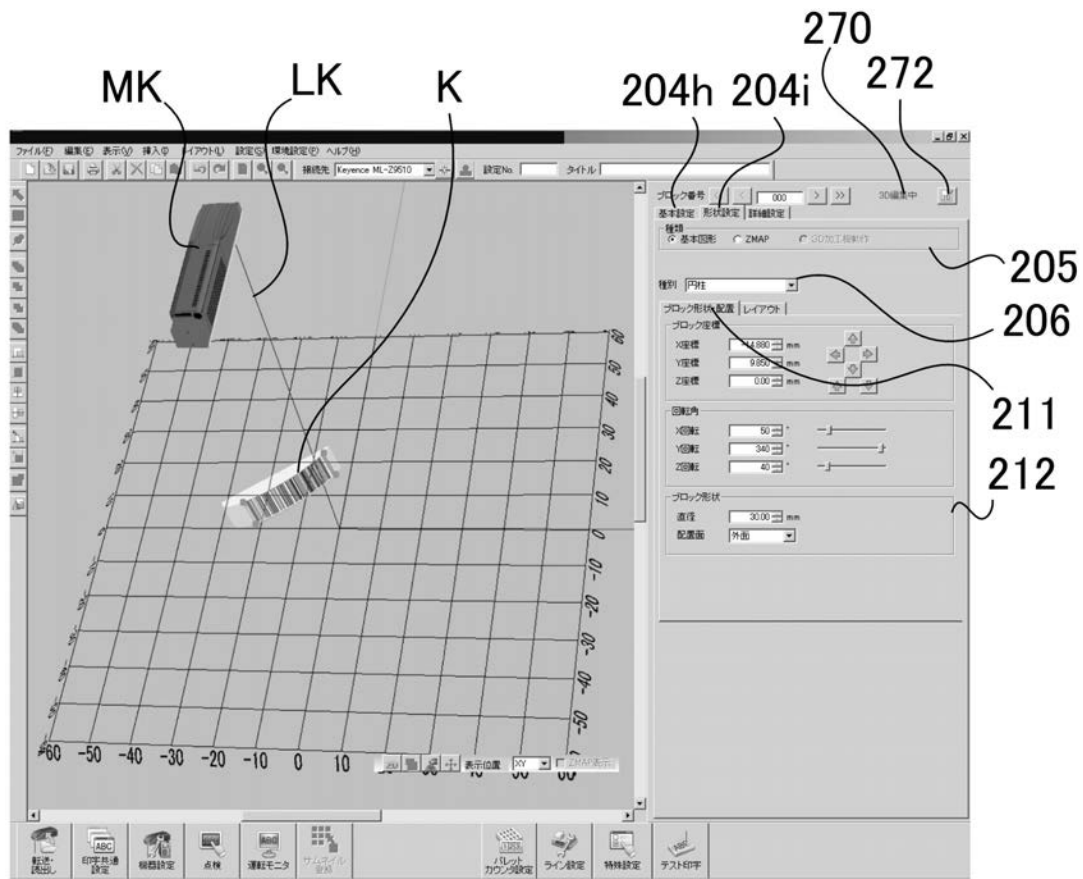 270
272
MK LK K 204h 204i
ファイル(F) 編集(E) 表示(V) 挿入(I) レイアウト(L) 設定(S) 環境設定(P) ヘルプ(H)
接続先 Keyence ML-Z9510 設定No. タイトル
ブロック番号 000 3D編集中
基本設定 形状設定 詳細設定
種類
基本図形 ZMAP 3D加工機動作
205
種別 円柱
206
ブロック形状・配置 レイアウト
ブロック座標
X座標 -14.880 mm
Y座標 9.850 mm
Z座標 0.00 mm
211
回転角
X回転 50 °
Y回転 340 °
Z回転 40 °
212
ブロック形状
直径 30.00 mm
配置面 外面
60
50
40
30
20
10
0
-10
-20
-30
-40
-50
-60 -50 -40 -30 -20 -10 0 10
2D 表示位置 XY ZMAP表示
転送・読出し 印字共通設定 機器設定 点検 運転モニタ サムネイル変換 パレットカウンタ設定 ライン設定 特殊設定 テスト印字